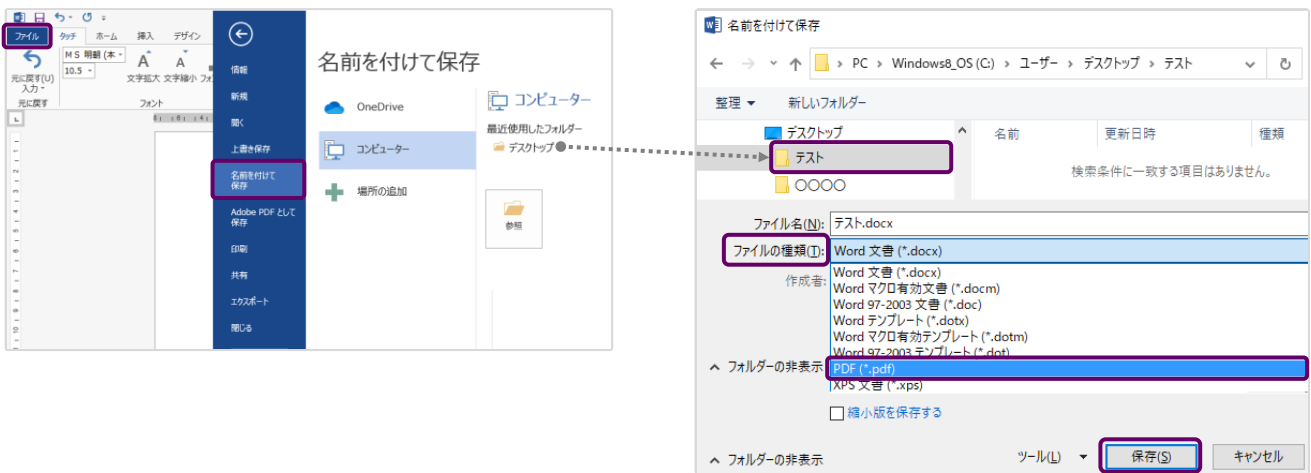 ファイル タッチ ホーム 挿入 デザイン
MS 明朝 (本
10.5
元に戻す(U) 入力
文字拡大 文字縮小 フォ
元に戻す フォント
情報
新規
開く
上書き保存
名前を付けて
保存
Adobe PDF として
保存
印刷
共有
エクスポート
閉じる
名前を付けて保存
OneDrive
コンピューター
場所の追加
コンピューター
最近使用したフォルダー
デスクトップ
参照
名前を付けて保存
PC › Windows8_OS (C:) › ユーザー › デスクトップ › テスト
整理 新しいフォルダー
デスクトップ
テスト
〇〇〇〇
名前 更新日時 種類
検索条件に一致する項目はありません。
ファイル名(N): テスト.docx
ファイルの種類(T): Word 文書 (*.docx)
作成者:
Word 文書 (*.docx)
Word マクロ有効文書 (*.docm)
Word 97-2003 文書 (*.doc)
Word テンプレート (*.dotx)
Word マクロ有効テンプレート (*.dotm)
Word 97-2003 テンプレート (*.dot)
フォルダーの非表示
PDF (*.pdf)
XPS 文書 (*.xps)
縮小版を保存する
フォルダーの非表示 ツール(L) 保存(S) キャンセル